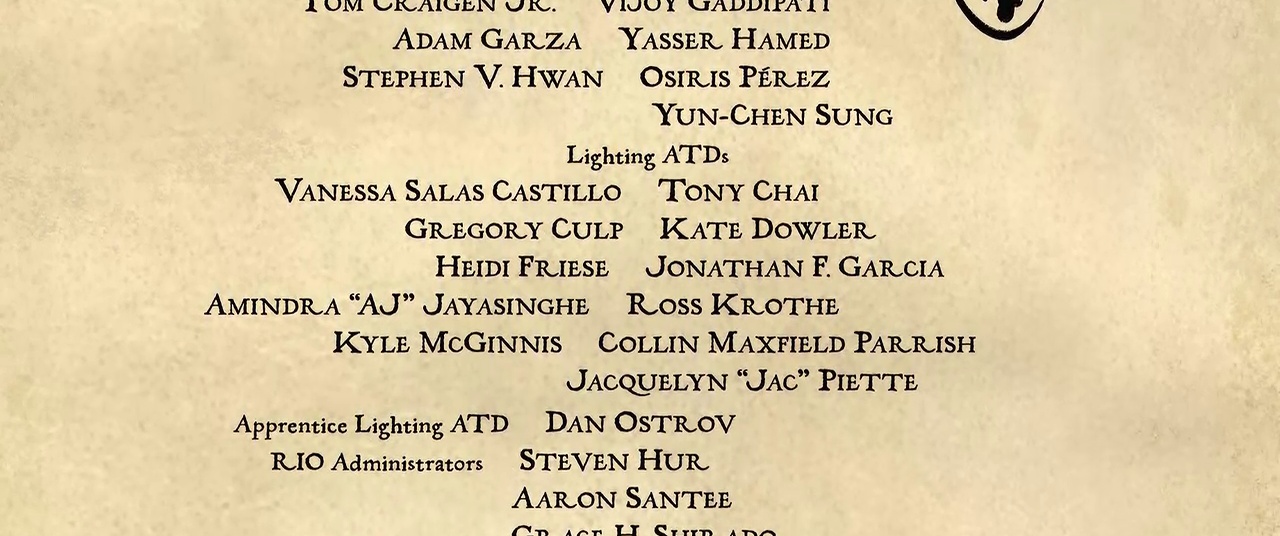 TOM CRAIGEN JR. VIJOY GADDIPATI
ADAM GARZA YASSER HAMED
STEPHEN V. HWAN OSIRIS PÉREZ
YUN-CHEN SUNG
Lighting ATDs
VANESSA SALAS CASTILLO TONY CHAI
GREGORY CULP KATE DOWLER
HEIDI FRIESE JONATHAN F. GARCIA
AMINDRA “AJ” JAYASINGHE ROSS KROTHE
KYLE MCGINNIS COLLIN MAXFIELD PARRISH
JACQUELYN “JAC” PIETTE
Apprentice Lighting ATD DAN OSTROV
RIO Administrators STEVEN HUR
AARON SANTEE
GRACE H.